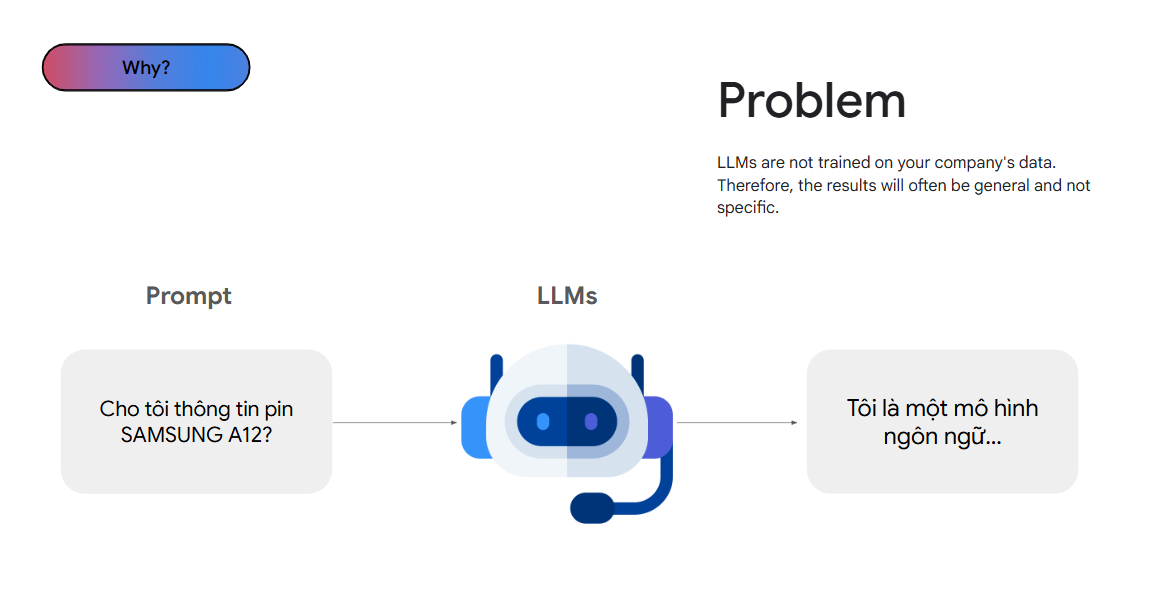 Why?
Problem
LLMs are not trained on your company's data.
Therefore, the results will often be general and not
specific.
Prompt
LLMs
Cho tôi thông tin pin
SAMSUNG A12?
Tôi là một mô hình
ngôn ngữ...